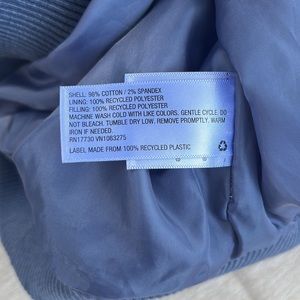 SHELL: 98% COTTON / 2% SPANDEX
LINING: 100% RECYCLED POLYESTER
FILLING: 100% RECYCLED POLYESTER
MACHINE WASH COLD WITH LIKE COLORS. GENTLE CYCLE. DO
NOT BLEACH. TUMBLE DRY LOW, REMOVE PROMPTLY. WARM
IRON IF NEEDED.
RN17730 VN1083275
LABEL MADE FROM 100% RECYCLED PLASTIC